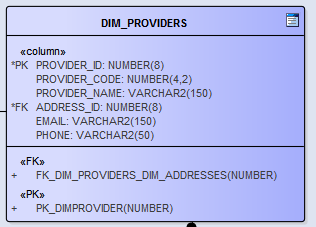 DIM_PROVIDERS
«column»
*PK PROVIDER_ID: NUMBER(8)
PROVIDER_CODE: NUMBER(4,2)
PROVIDER_NAME: VARCHAR2(150)
*FK ADDRESS_ID: NUMBER(8)
EMAIL: VARCHAR2(150)
PHONE: VARCHAR2(50)
«FK»
+ FK_DIM_PROVIDERS_DIM_ADDRESSES(NUMBER)
«PK»
+ PK_DIMPROVIDER(NUMBER)